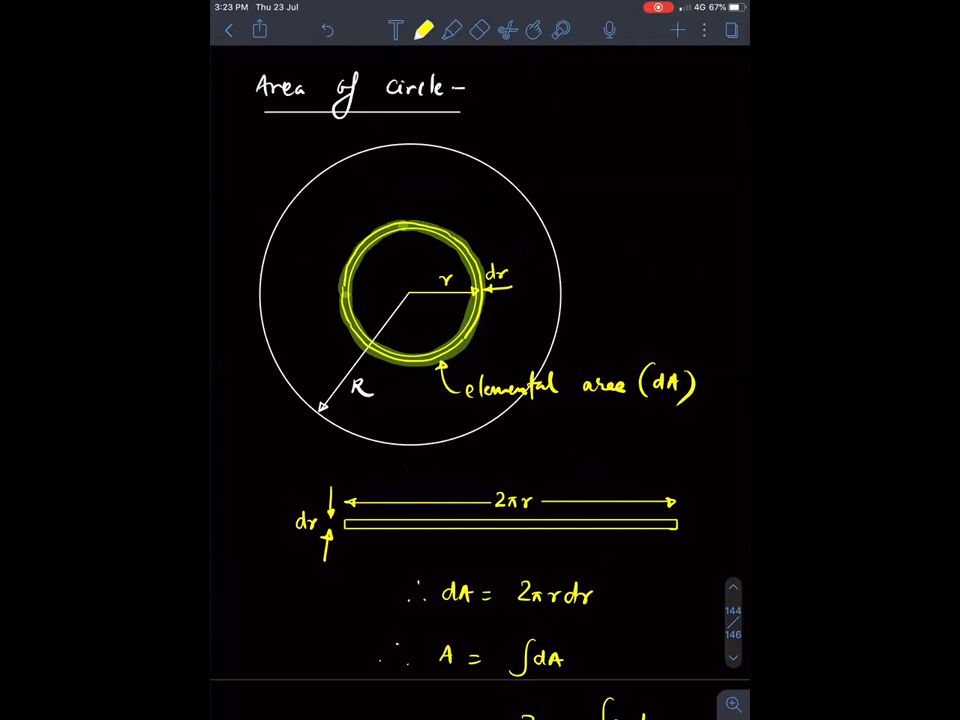 3:23 PM Thu 23 Jul
4G 67%
T
Area of Circle-
r
dr
R
elemental area (dA)
2πr
dr
∴ dA = 2πrdr
144
/
146
∴ A = ∫dA